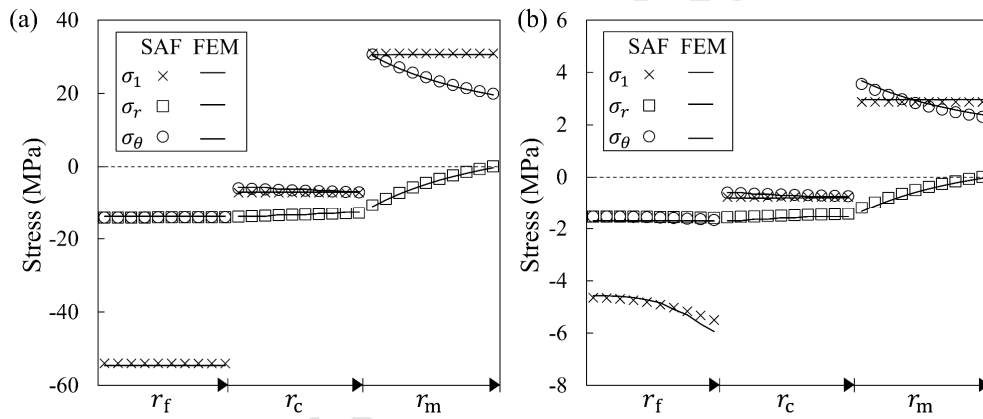 (a)
Stress (MPa)
40
20
0
−20
−40
−60
SAF FEM
σ1
σr
σθ
rf
rc
rm
(b)
Stress (MPa)
6
4
2
0
-2
-4
-6
-8
SAF FEM
σ1
σr
σθ
rf
rc
rm